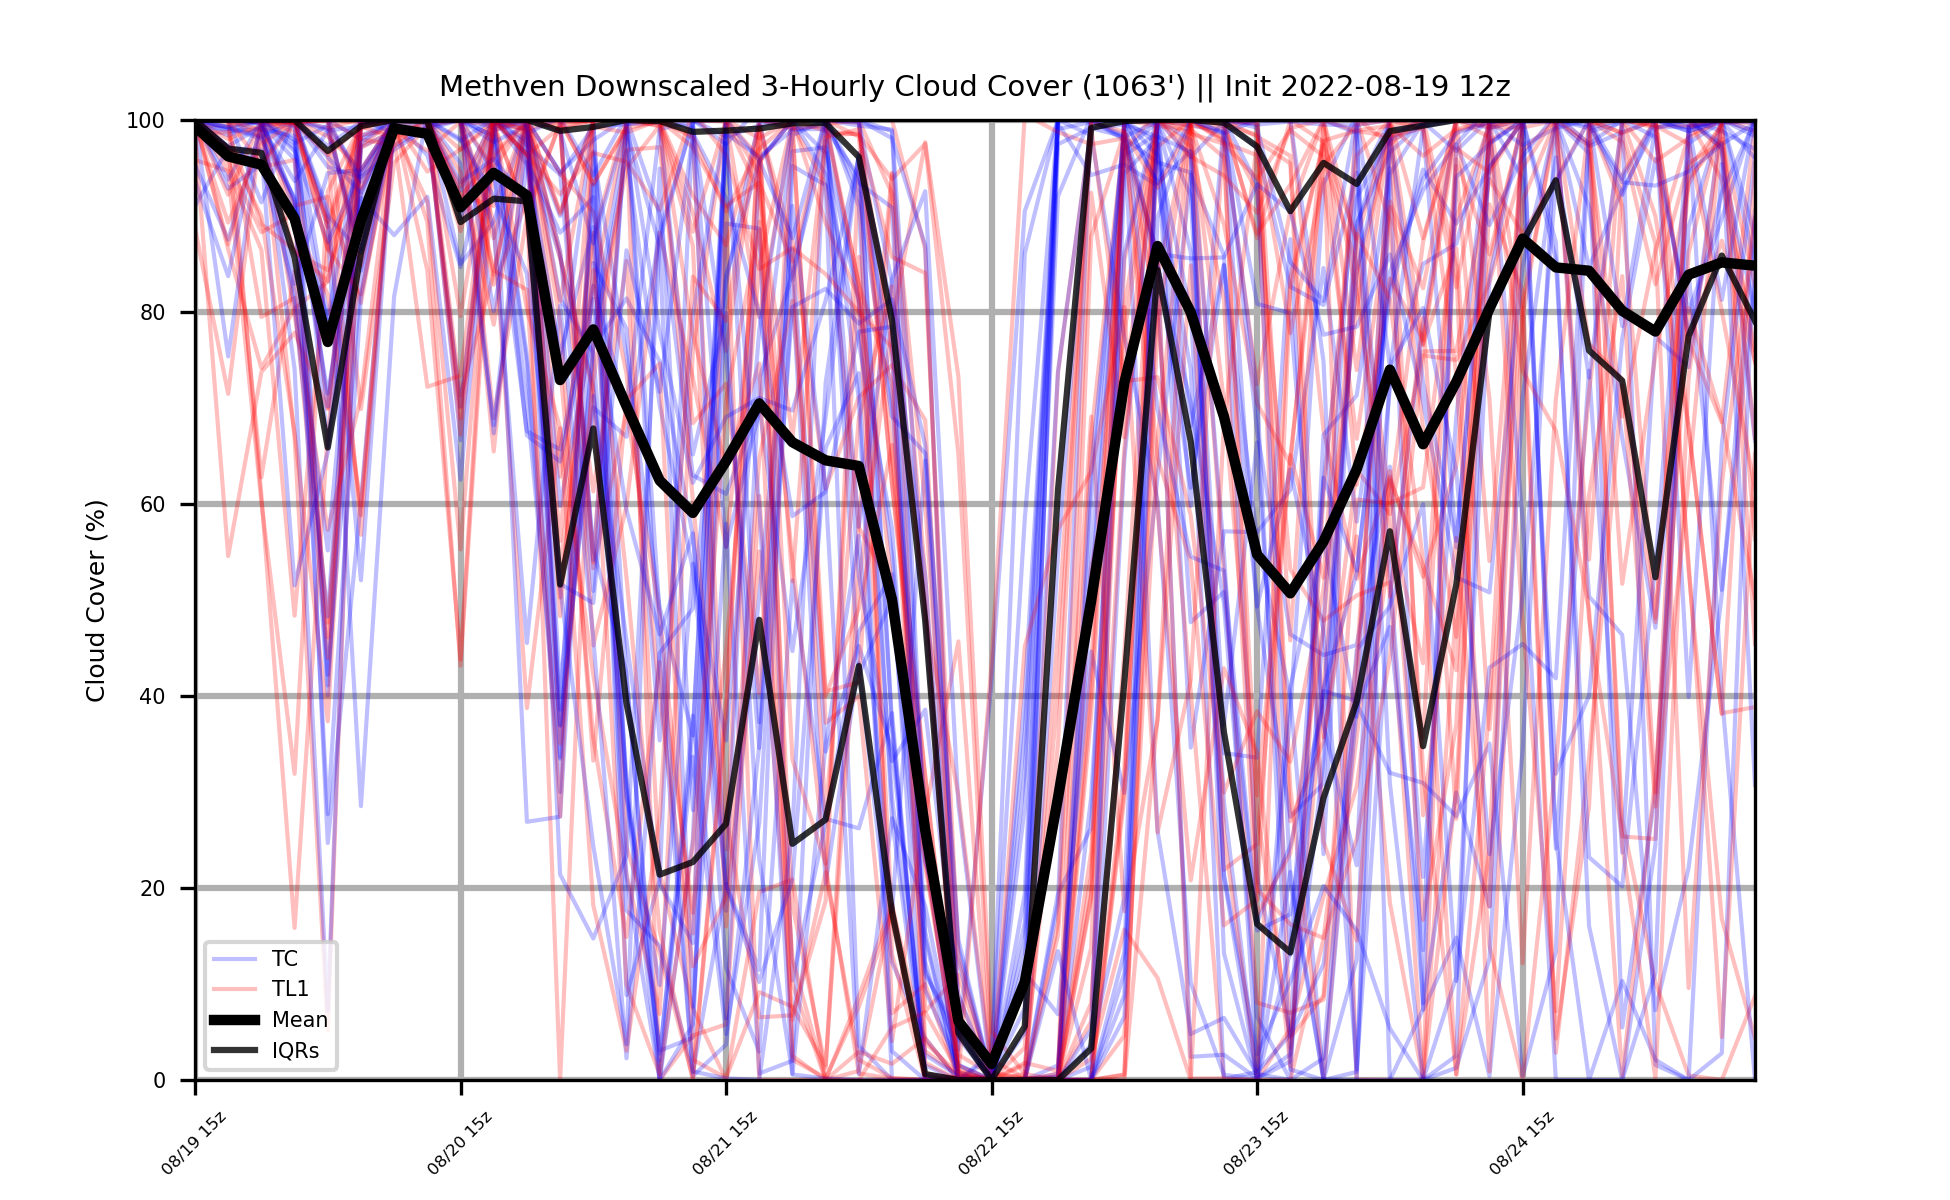 Methven Downscaled 3-Hourly Cloud Cover (1063') || Init 2022-08-19 12z
100
80
60
40
20
0
Cloud Cover (%)
TC
TL1
Mean
IQRs
08/19 15z
08/20 15z
08/21 15z
08/22 15z
08/23 15z
08/24 15z